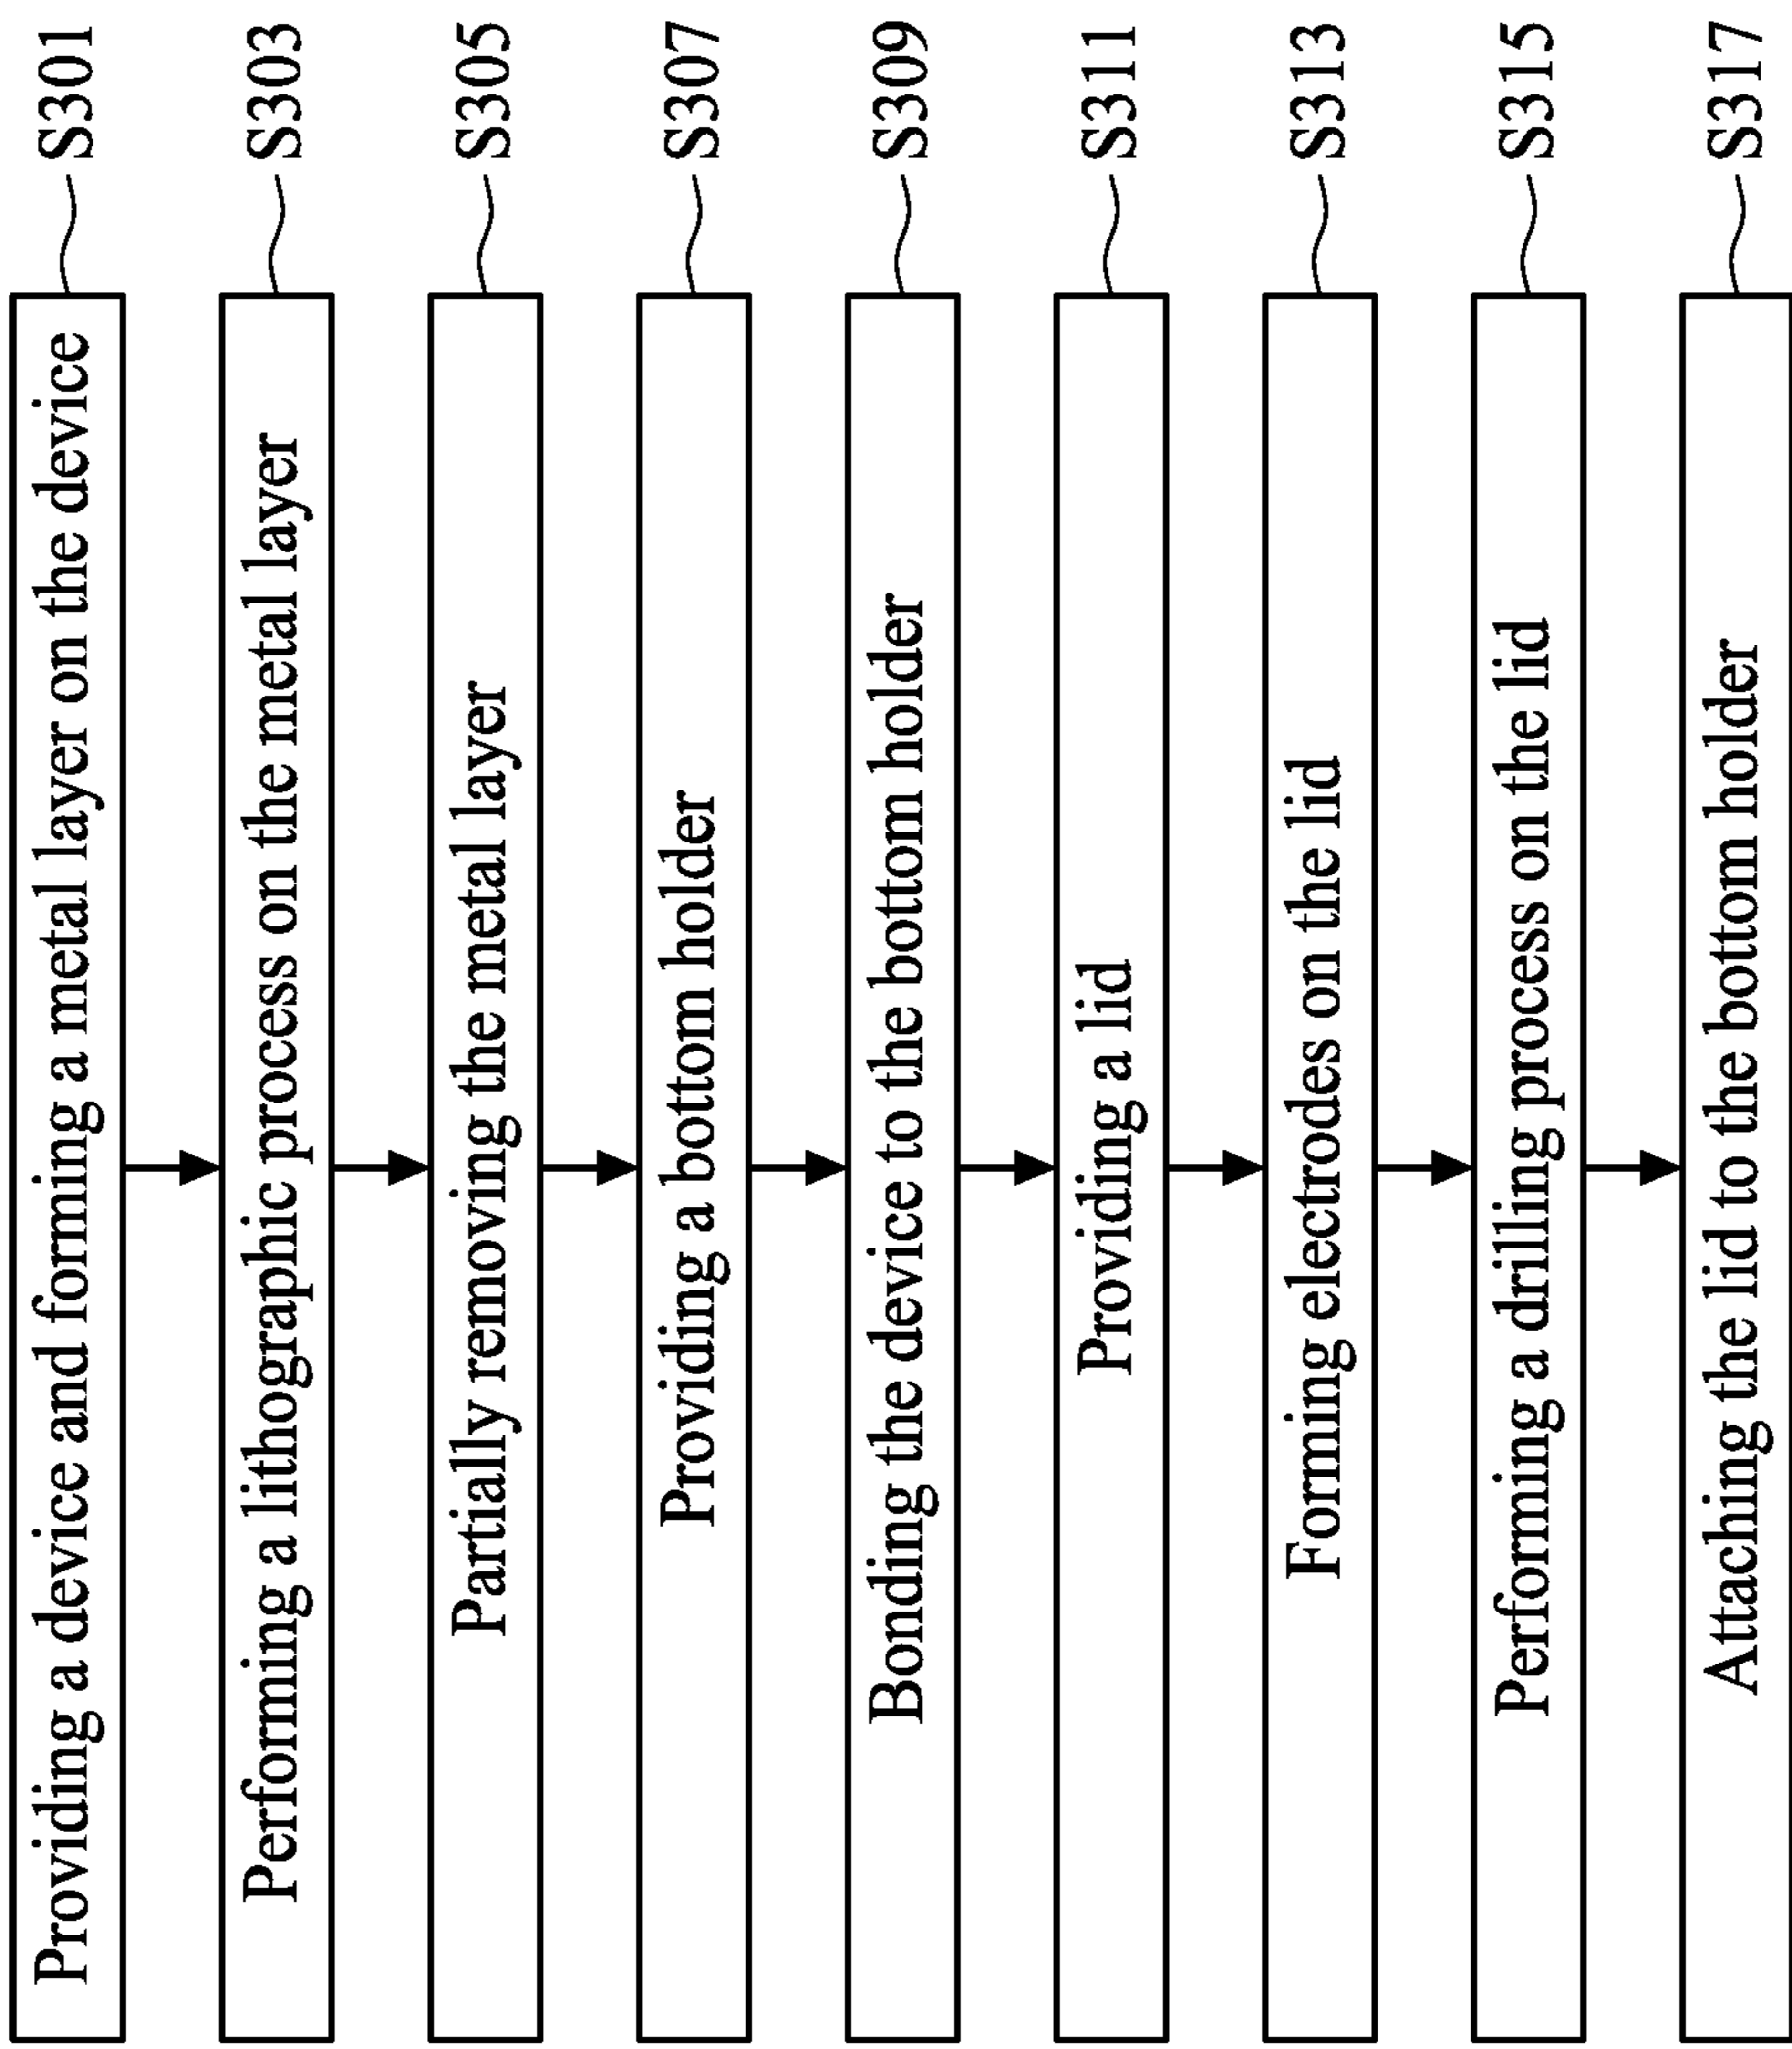 Providing a device and forming a metal layer on the device
S301
Performing a lithographic process on the metal layer
S303
Partially removing the metal layer
S305
Providing a bottom holder
S307
Bonding the device to the bottom holder
S309
Providing a lid
S311
Forming electrodes on the lid
S313
Performing a drilling process on the lid
S315
Attaching the lid to the bottom holder
S317